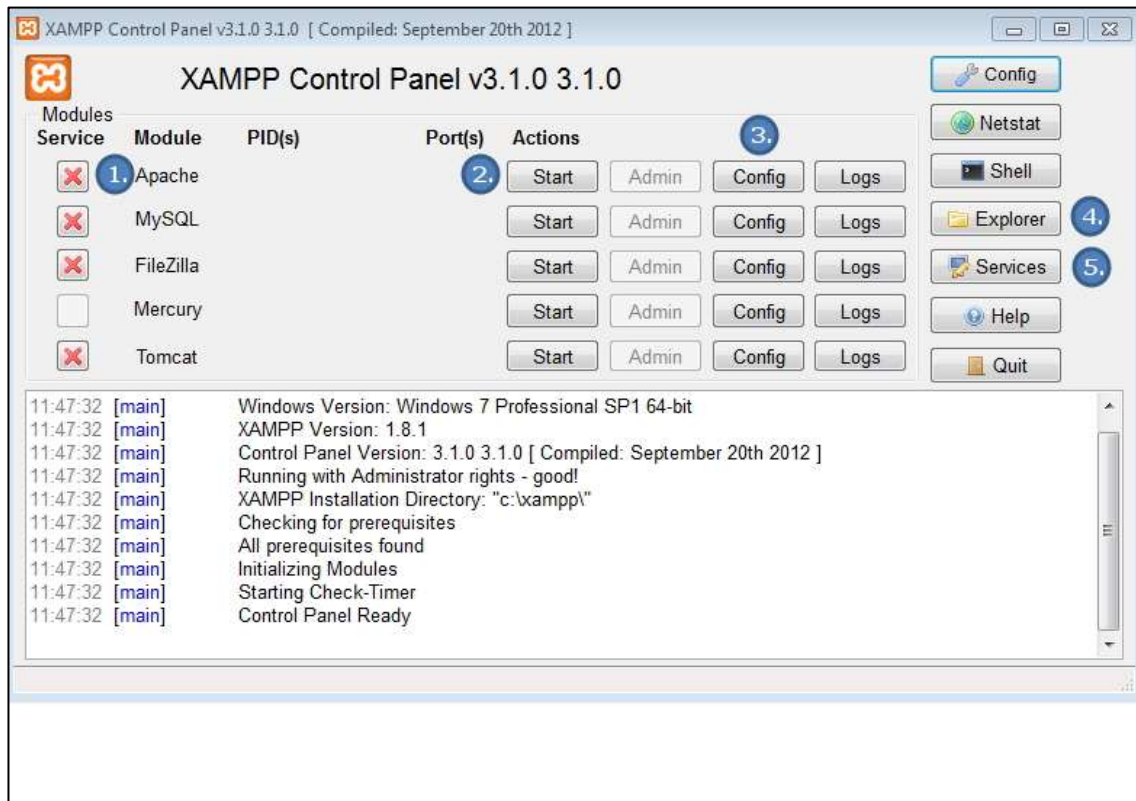 XAMPP Control Panel v3.1.0 3.1.0 [ Compiled: September 20th 2012 ]
XAMPP Control Panel v3.1.0 3.1.0
Config
Modules
Service Module PID(s) Port(s) Actions
3.
Netstat
1. Apache 2. Start Admin Config Logs
Shell
MySQL Start Admin Config Logs
Explorer 4.
FileZilla Start Admin Config Logs
Services 5.
Mercury Start Admin Config Logs
Help
Tomcat Start Admin Config Logs
Quit
11:47:32 [main] Windows Version: Windows 7 Professional SP1 64-bit
11:47:32 [main] XAMPP Version: 1.8.1
11:47:32 [main] Control Panel Version: 3.1.0 3.1.0 [ Compiled: September 20th 2012 ]
11:47:32 [main] Running with Administrator rights - good!
11:47:32 [main] XAMPP Installation Directory: "c:\xampp\"
11:47:32 [main] Checking for prerequisites
11:47:32 [main] All prerequisites found
11:47:32 [main] Initializing Modules
11:47:32 [main] Starting Check-Timer
11:47:32 [main] Control Panel Ready